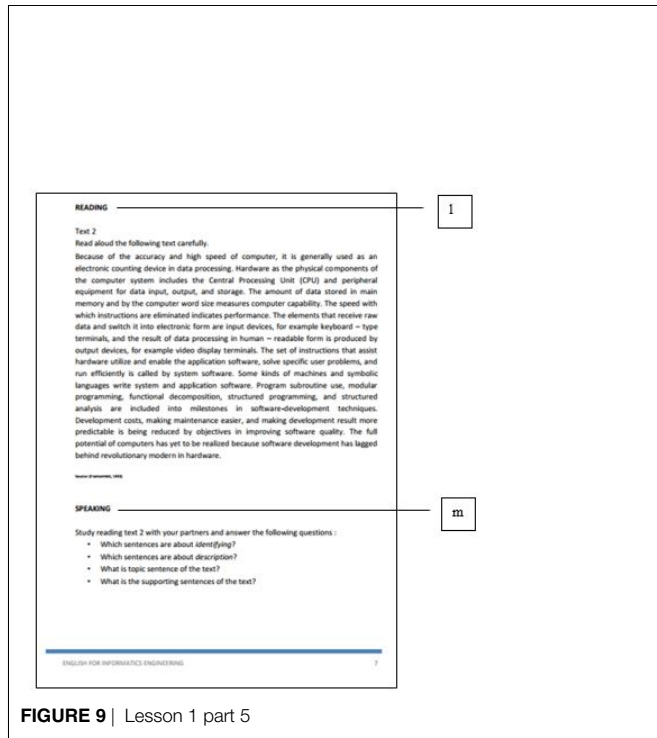 READING
l
Text 2
Read aloud the following text carefully.
Because of the accuracy and high speed of computer, it is generally used as an
electronic counting device in data processing. Hardware as the physical components of
the computer system includes the Central Processing Unit (CPU) and peripheral
equipment for data input, output, and storage. The amount of data stored in main
memory and by the computer word size measures computer capability. The speed with
which instructions are eliminated indicates performance. The elements that receive raw
data and switch it into electronic form are input devices, for example keyboard – type
terminals, and the result of data processing in human – readable form is produced by
output devices, for example video display terminals. The set of instructions that assist
hardware utilize and enable the application software, solve specific user problems, and
run efficiently is called by system software. Some kinds of machines and symbolic
languages write system and application software. Program subroutine use, modular
programming, functional decomposition, structured programming, and structured
analysis are included into milestones in software-development techniques.
Development costs, making maintenance easier, and making development result more
predictable is being reduced by objectives in improving software quality. The full
potential of computers has yet to be realized because software development has lagged
behind revolutionary modern in hardware.
SPEAKING
m
Study reading text 2 with your partners and answer the following questions :
• Which sentences are about identifying?
• Which sentences are about description?
• What is topic sentence of the text?
• What is the supporting sentences of the text?
ENGLISH FOR INFORMATICS ENGINEERING 7
FIGURE 9 | Lesson 1 part 5